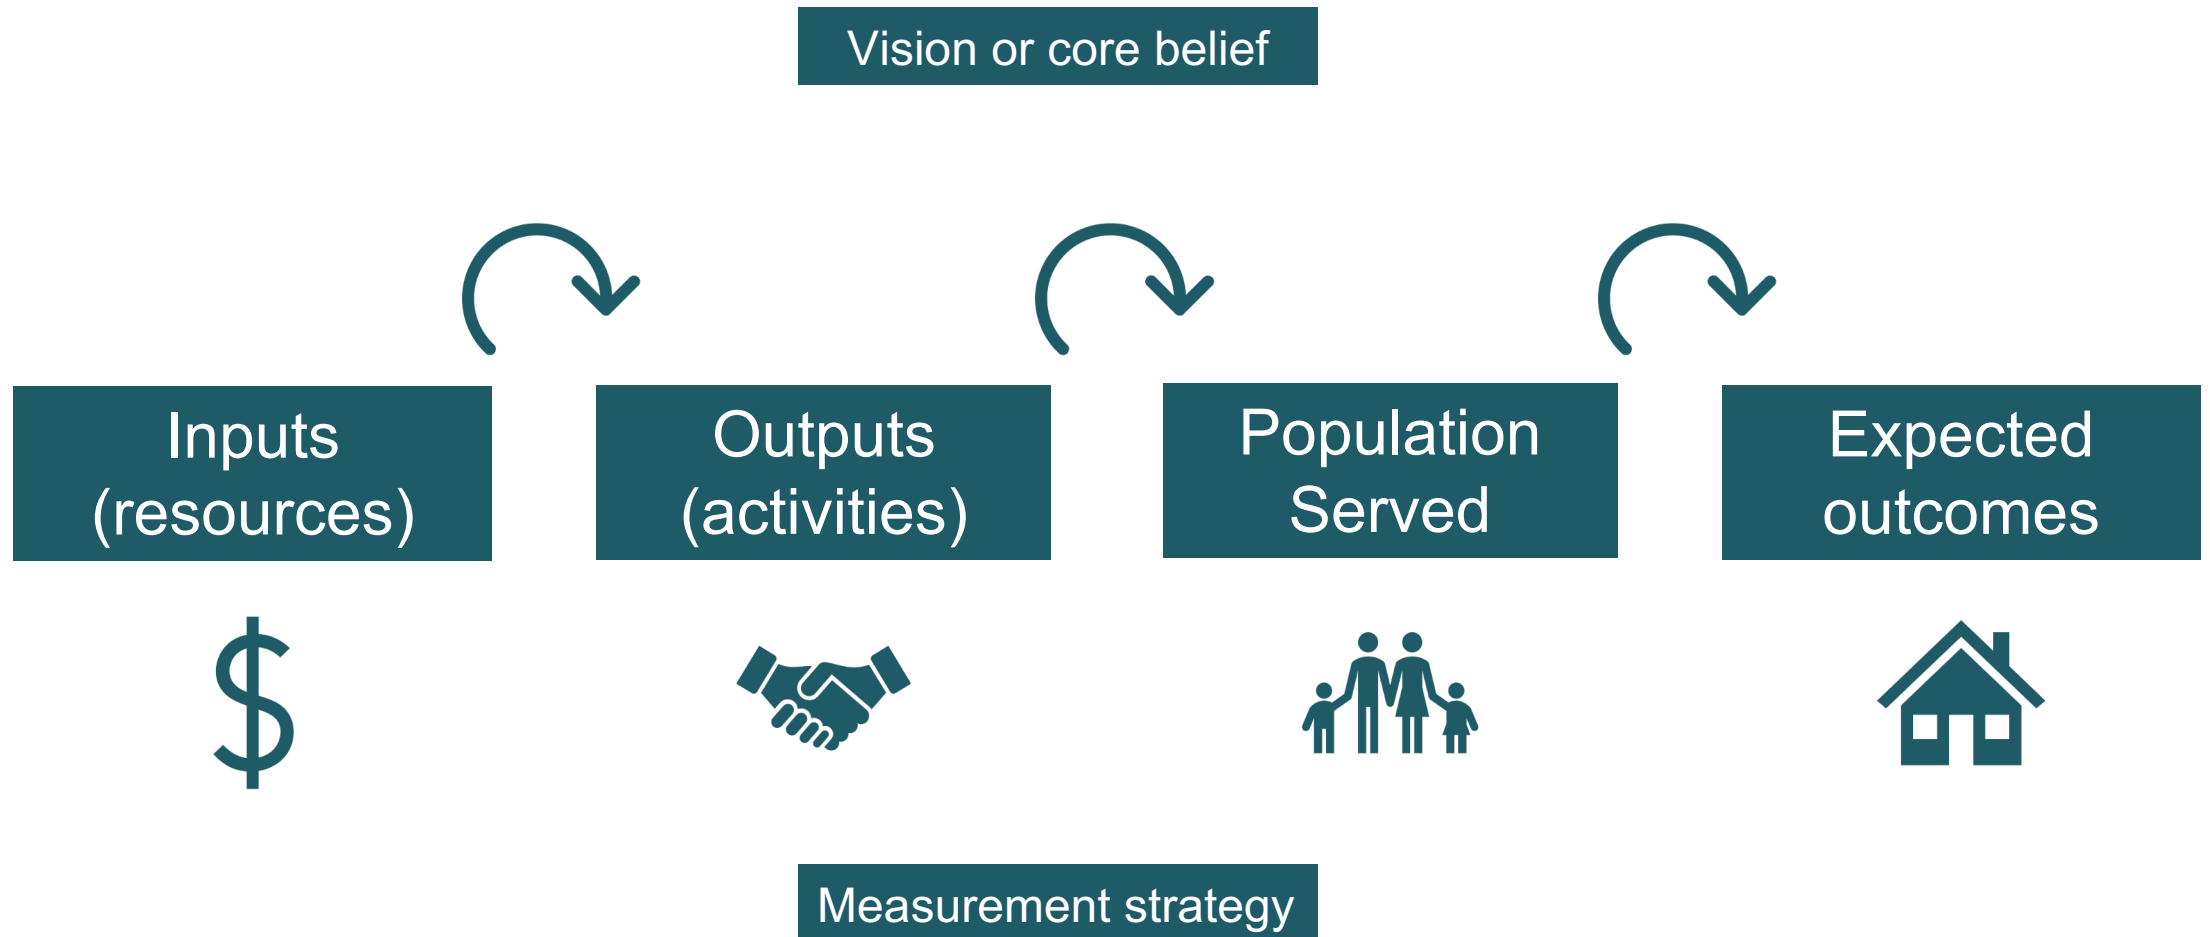 Vision or core belief
Inputs
(resources)
Outputs
(activities)
Population
Served
Expected
outcomes
Measurement strategy